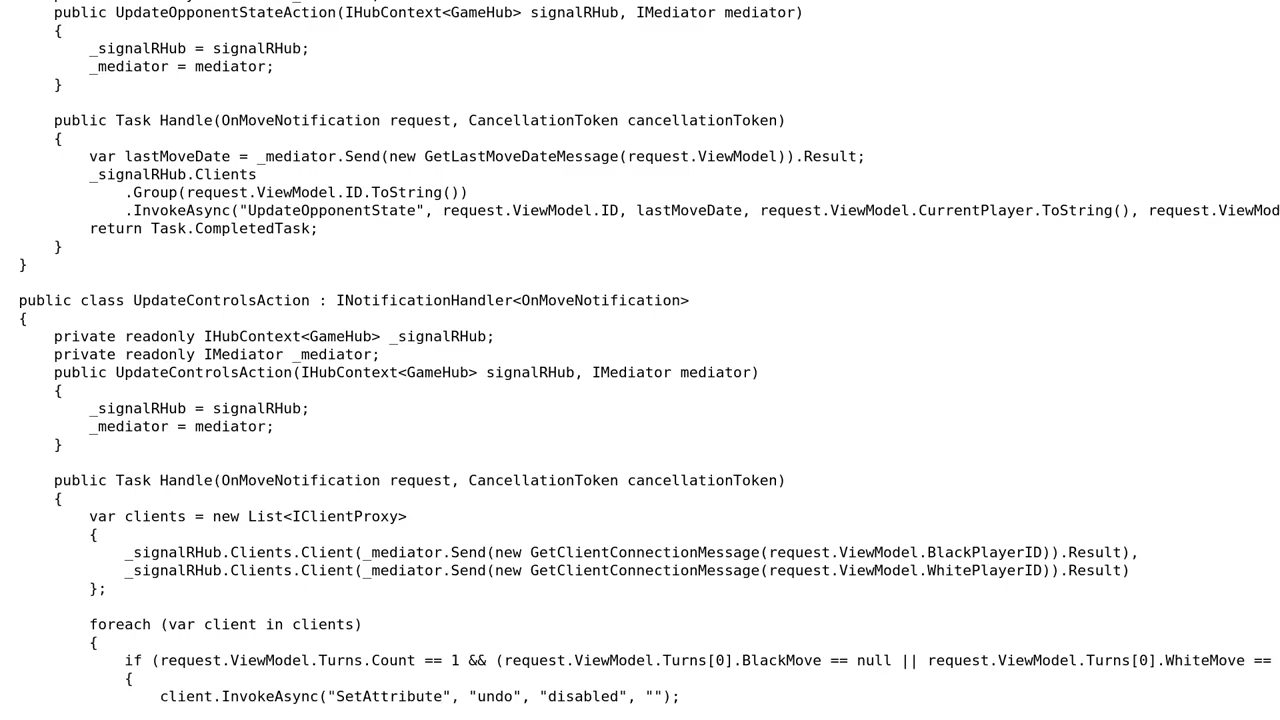 public UpdateOpponentStateAction(IHubContext<GameHub> signalRHub, IMediator mediator)
{
_signalRHub = signalRHub;
_mediator = mediator;
}
public Task Handle(OnMoveNotification request, CancellationToken cancellationToken)
{
var lastMoveDate = _mediator.Send(new GetLastMoveDateMessage(request.ViewModel)).Result;
_signalRHub.Clients
.Group(request.ViewModel.ID.ToString())
.InvokeAsync("UpdateOpponentState", request.ViewModel.ID, lastMoveDate, request.ViewModel.CurrentPlayer.ToString(), request.ViewMod
return Task.CompletedTask;
}
}
public class UpdateControlsAction : INotificationHandler<OnMoveNotification>
{
private readonly IHubContext<GameHub> _signalRHub;
private readonly IMediator _mediator;
public UpdateControlsAction(IHubContext<GameHub> signalRHub, IMediator mediator)
{
_signalRHub = signalRHub;
_mediator = mediator;
}
public Task Handle(OnMoveNotification request, CancellationToken cancellationToken)
{
var clients = new List<IClientProxy>
{
_signalRHub.Clients.Client(_mediator.Send(new GetClientConnectionMessage(request.ViewModel.BlackPlayerID)).Result),
_signalRHub.Clients.Client(_mediator.Send(new GetClientConnectionMessage(request.ViewModel.WhitePlayerID)).Result)
};
foreach (var client in clients)
{
if (request.ViewModel.Turns.Count == 1 && (request.ViewModel.Turns[0].BlackMove == null || request.ViewModel.Turns[0].WhiteMove ==
{
client.InvokeAsync("SetAttribute", "undo", "disabled", "");